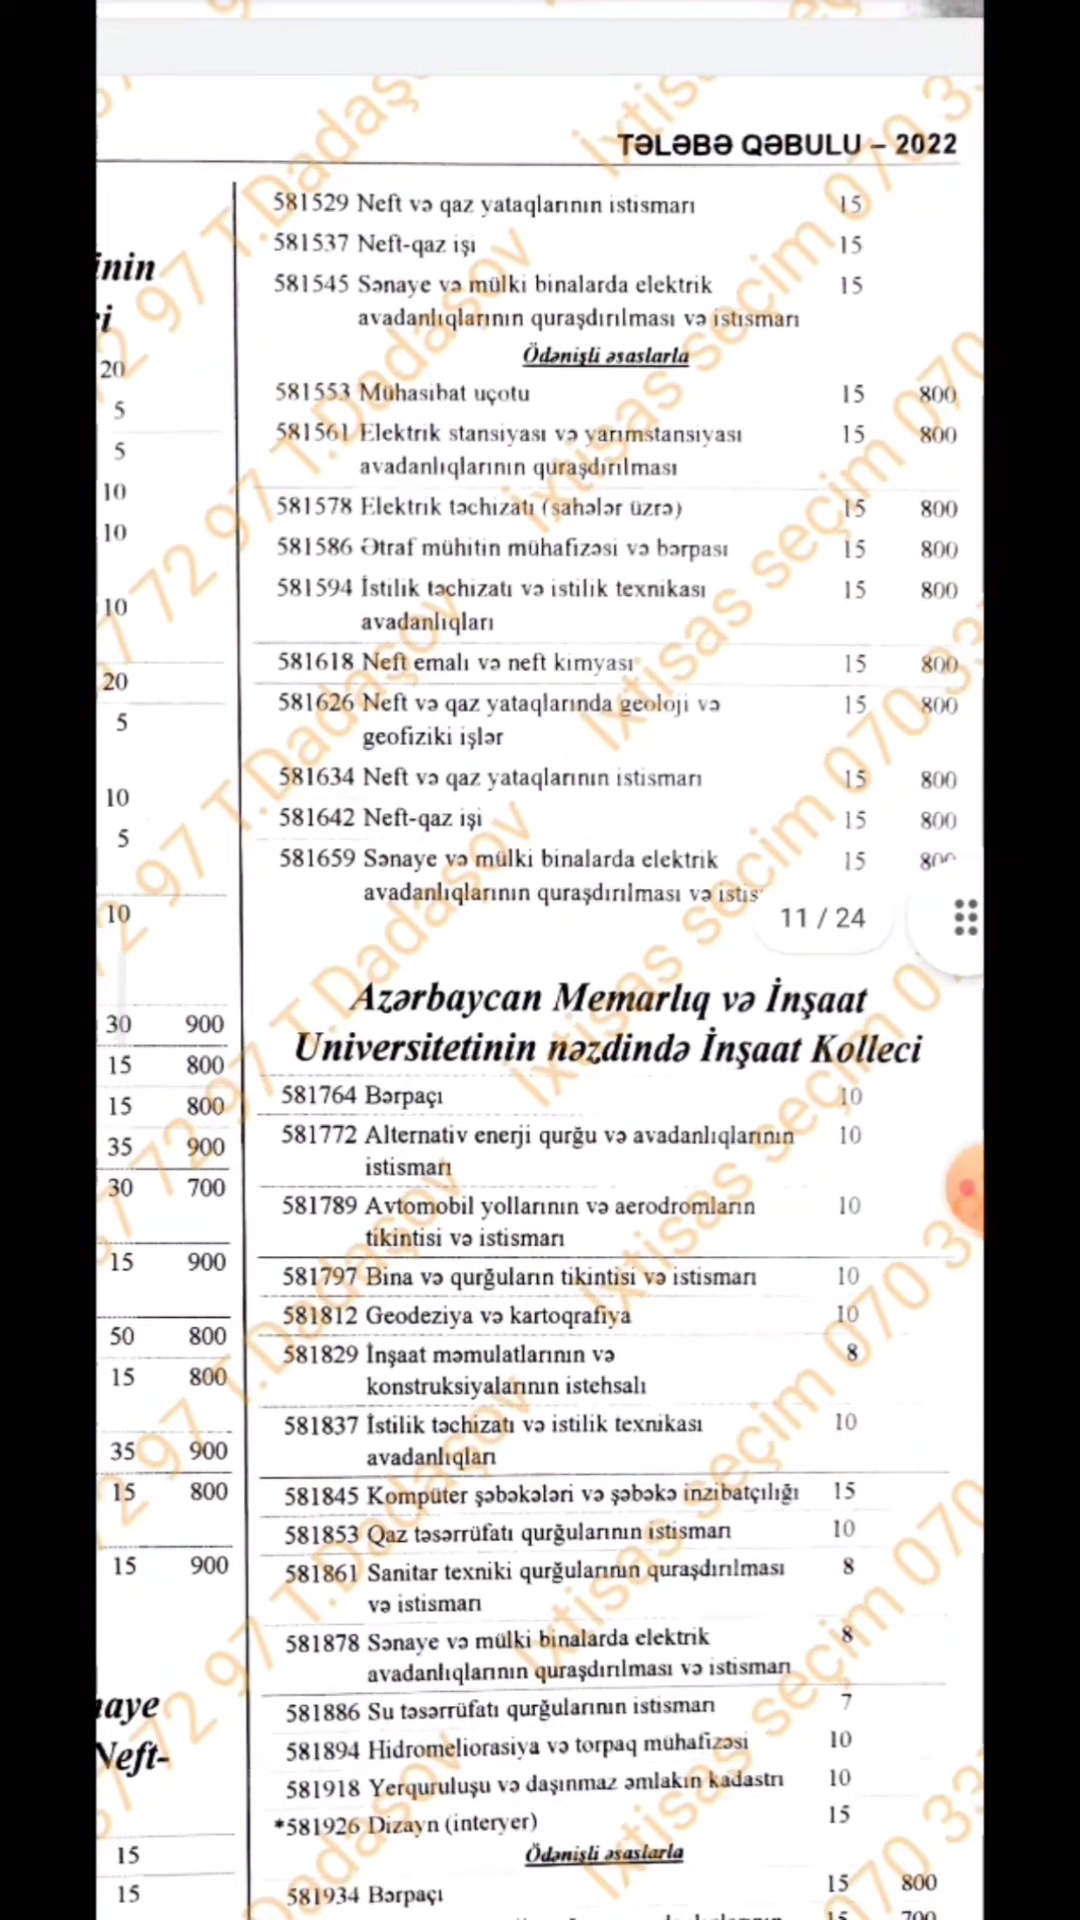 TƏLƏBƏ QƏBULU – 2022
inin
i
20
5
5
10
10
10
20
5
10
5
10
30 900
15 800
15 800
35 900
30 700
15 900
50 800
15 800
35 900
15 800
15 900
naye
Neft-
15
15
581529 Neft və qaz yataqlarının istismarı 15
581537 Neft-qaz işi 15
581545 Sənaye və mülki binalarda elektrik 15
avadanlıqlarının quraşdırılması və istismarı
Ödənişli əsaslarla
581553 Mühasibat uçotu 15 800
581561 Elektrik stansiyası və yarımstansiyası 15 800
avadanlıqlarının quraşdırılması
581578 Elektrik təchizatı (sahələr üzrə) 15 800
581586 Ətraf mühitin mühafizəsi və bərpası 15 800
581594 İstilik təchizatı və istilik texnikası 15 800
avadanlıqları
581618 Neft emalı və neft kimyası 15 800
581626 Neft və qaz yataqlarında geoloji və 15 800
geofiziki işlər
581634 Neft və qaz yataqlarının istismarı 15 800
581642 Neft-qaz işi 15 800
581659 Sənaye və mülki binalarda elektrik 15 800
avadanlıqlarının quraşdırılması və istis
11 / 24
Azərbaycan Memarlıq və İnşaat
Universitetinin nəzdində İnşaat Kolleci
581764 Bərpaçı 10
581772 Alternativ enerji qurğu və avadanlıqlarının 10
istismarı
581789 Avtomobil yollarının və aerodromların 10
tikintisi və istismarı
581797 Bina və qurğuların tikintisi və istismarı 10
581812 Geodeziya və kartoqrafiya 10
581829 İnşaat məmulatlarının və 8
konstruksiyalarının istehsalı
581837 İstilik təchizatı və istilik texnikası 10
avadanlıqları
581845 Kompüter şəbəkələri və şəbəkə inzibatçılığı 15
581853 Qaz təsərrüfatı qurğularının istismarı 10
581861 Sanitar texniki qurğularının quraşdırılması 8
və istismarı
581878 Sənaye və mülki binalarda elektrik 8
avadanlıqlarının quraşdırılması və istismarı
581886 Su təsərrüfatı qurğularının istismarı 7
581894 Hidromeliorasiya və torpaq mühafizəsi 10
581918 Yerquruluşu və daşınmaz əmlakın kadastrı 10
*581926 Dizayn (interyer) 15
Ödənişli əsaslarla
581934 Bərpaçı 15 800
15 700
T.Dadaşov İxtisas seçim 070 33
72 97